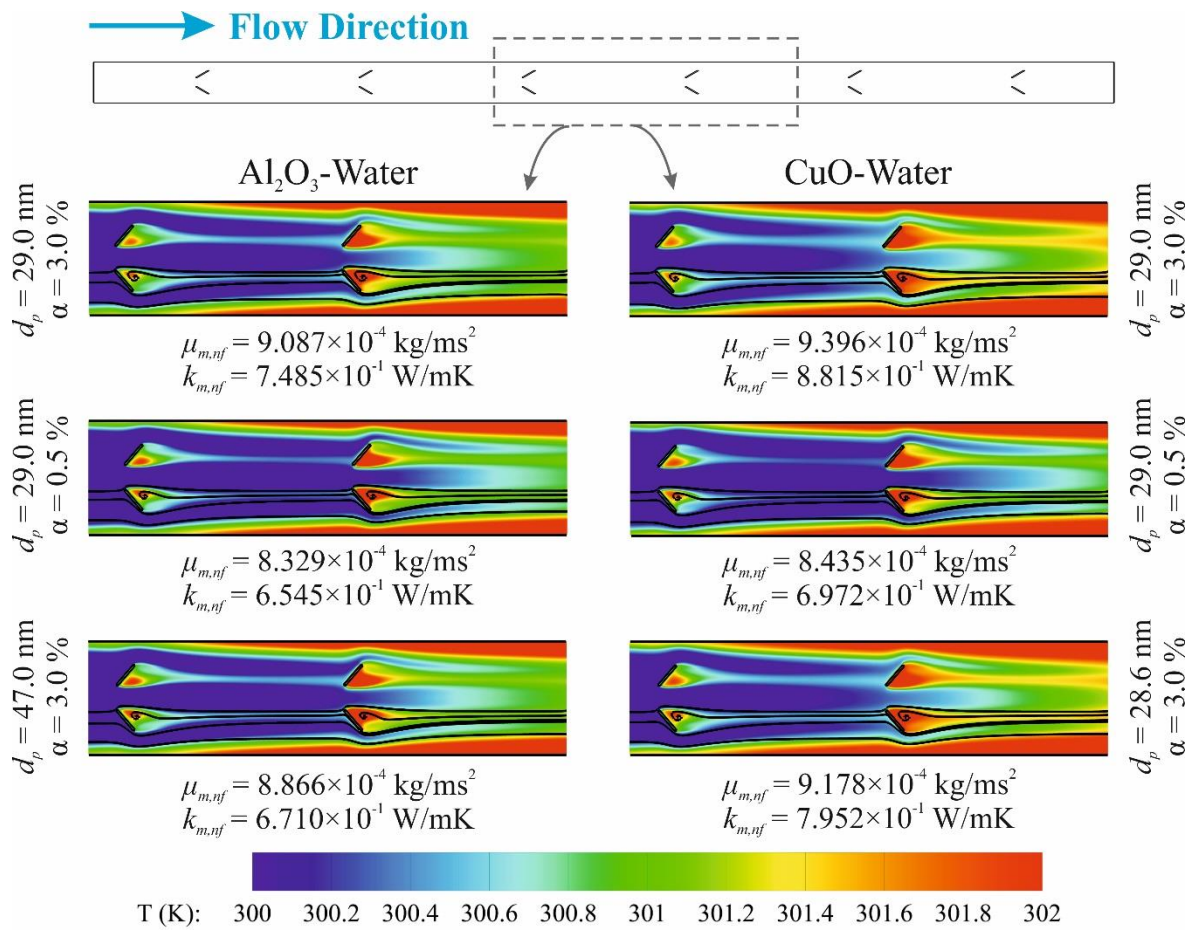 Flow Direction
Al₂O₃-Water
CuO-Water
dₚ = 29.0 nm
α = 3.0 %
dₚ = 29.0 nm
α = 3.0 %
μₘ,ₙf = 9.087×10⁻⁴ kg/ms²
kₘ,ₙf = 7.485×10⁻¹ W/mK
μₘ,ₙf = 9.396×10⁻⁴ kg/ms²
kₘ,ₙf = 8.815×10⁻¹ W/mK
dₚ = 29.0 nm
α = 0.5 %
dₚ = 29.0 nm
α = 0.5 %
μₘ,ₙf = 8.329×10⁻⁴ kg/ms²
kₘ,ₙf = 6.545×10⁻¹ W/mK
μₘ,ₙf = 8.435×10⁻⁴ kg/ms²
kₘ,ₙf = 6.972×10⁻¹ W/mK
dₚ = 47.0 nm
α = 3.0 %
dₚ = 28.6 nm
α = 3.0 %
μₘ,ₙf = 8.866×10⁻⁴ kg/ms²
kₘ,ₙf = 6.710×10⁻¹ W/mK
μₘ,ₙf = 9.178×10⁻⁴ kg/ms²
kₘ,ₙf = 7.952×10⁻¹ W/mK
T (K): 300 300.2 300.4 300.6 300.8 301 301.2 301.4 301.6 301.8 302